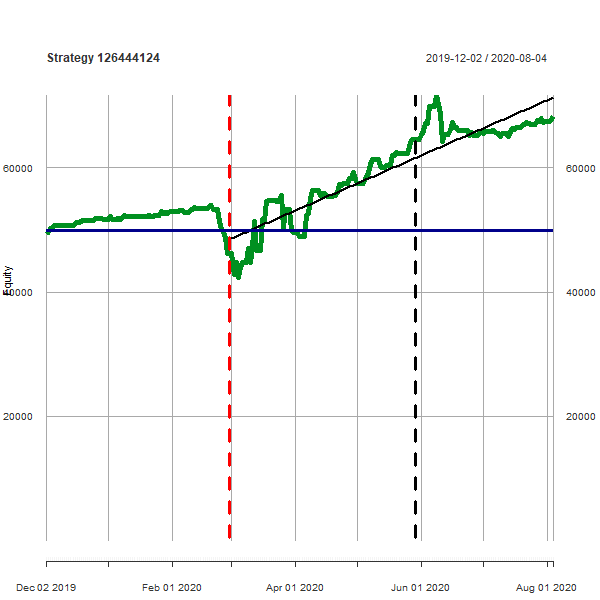 Strategy 126444124
2019-12-02 / 2020-08-04
60000
60000
Equity
40000
40000
20000
20000
Dec 02 2019
Feb 01 2020
Apr 01 2020
Jun 01 2020
Aug 01 2020